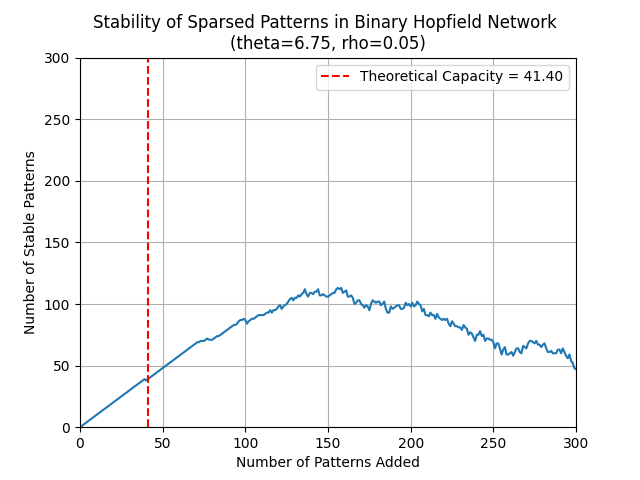 Stability of Sparsed Patterns in Binary Hopfield Network
(theta=6.75, rho=0.05)
Theoretical Capacity = 41.40
Number of Stable Patterns
300
250
200
150
100
50
0
0 50 100 150 200 250 300
Number of Patterns Added